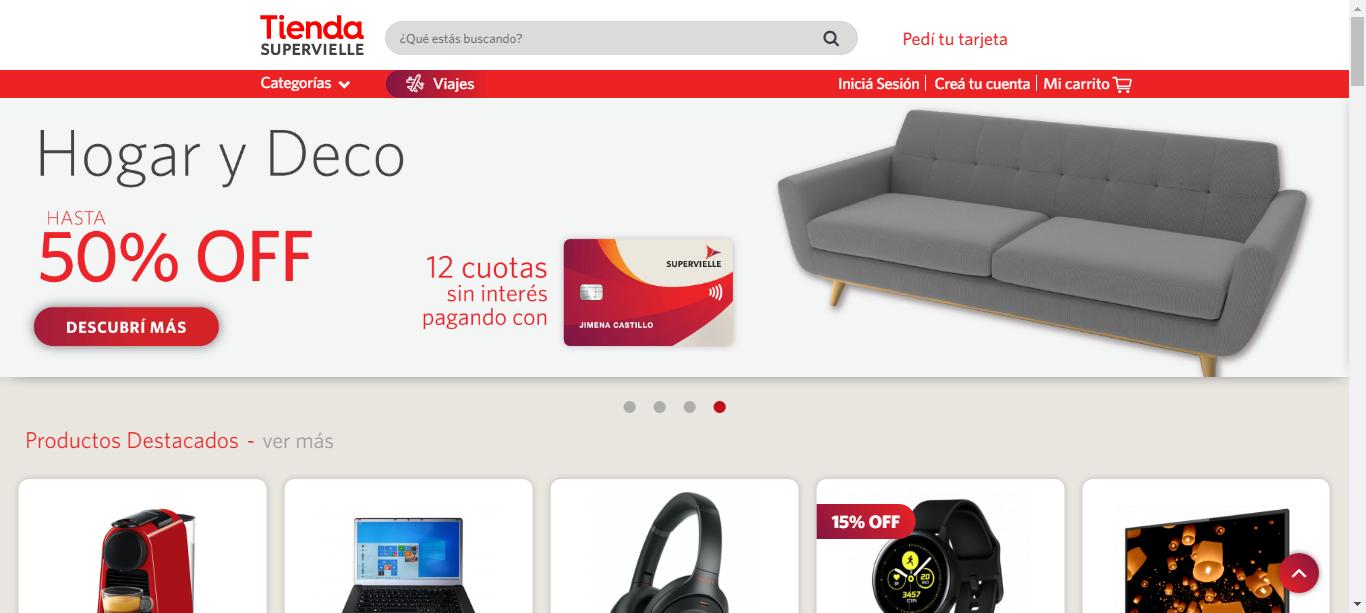 Tienda
SUPERVIELLE
¿Qué estás buscando?
Pedí tu tarjeta
Categorías
Viajes
Iniciá Sesión
Creá tu cuenta
Mi carrito
Hogar y Deco
HASTA
50% OFF
DESCUBRÍ MÁS
12 cuotas
sin interés
pagando con
SUPERVIELLE
JIMENA CASTILLO
Productos Destacados - ver más
15% OFF
20
3457